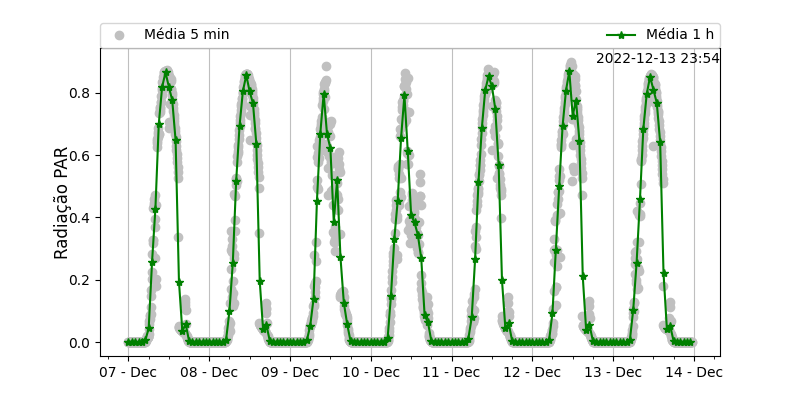 Média 5 min Média 1 h
2022-12-13 23:54
Radiação PAR
0.8
0.6
0.4
0.2
0.0
07 - Dec 08 - Dec 09 - Dec 10 - Dec 11 - Dec 12 - Dec 13 - Dec 14 - Dec